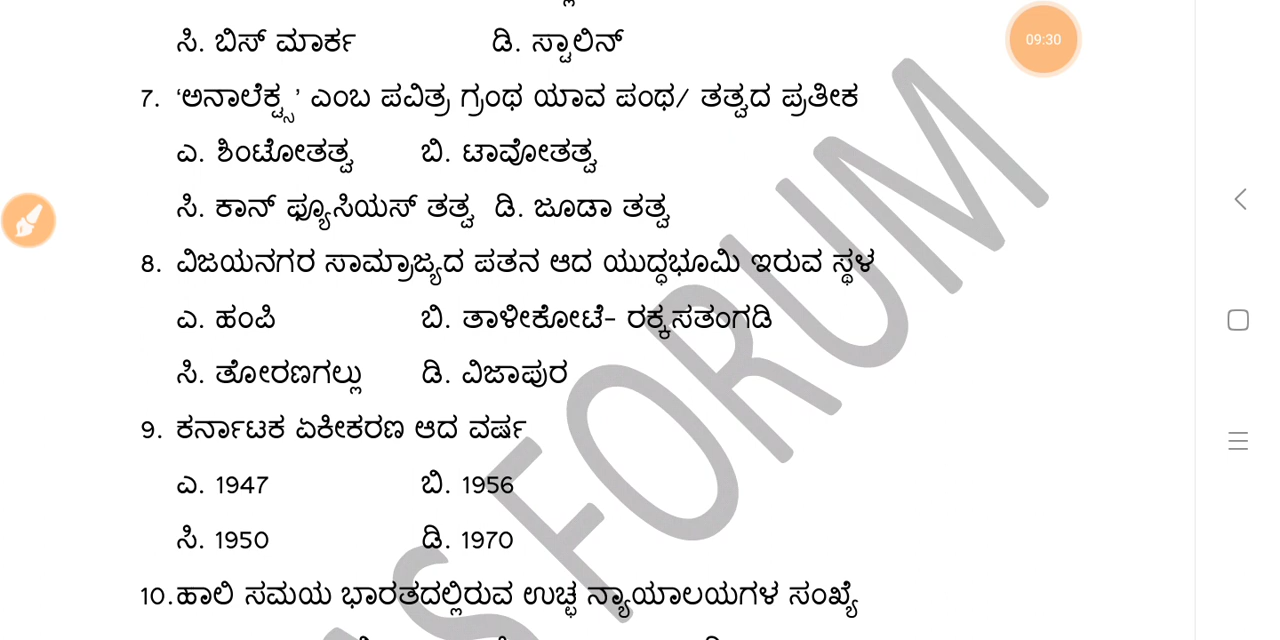 ಸಿ. ಬಿಸ್ ಮಾರ್ಕ ಡಿ. ಸ್ಟಾಲಿನ್
09:30
7. ‘ಅನಾಲೆಕ್ಟ್ಸ’ ಎಂಬ ಪವಿತ್ರ ಗ್ರಂಥ ಯಾವ ಪಂಥ/ ತತ್ವದ ಪ್ರತೀಕ
ಎ. ಶಿಂಟೋತತ್ವ ಬಿ. ಟಾವೋತತ್ವ
ಸಿ. ಕಾನ್ ಫ್ಯೂಸಿಯಸ್ ತತ್ವ ಡಿ. ಜೂಡಾ ತತ್ವ
8. ವಿಜಯನಗರ ಸಾಮ್ರಾಜ್ಯದ ಪತನ ಆದ ಯುದ್ಧಭೂಮಿ ಇರುವ ಸ್ಥಳ
ಎ. ಹಂಪಿ ಬಿ. ತಾಳೀಕೋಟೆ- ರಕ್ಕಸತಂಗಡಿ
ಸಿ. ತೋರಣಗಲ್ಲು ಡಿ. ವಿಜಾಪುರ
9. ಕರ್ನಾಟಕ ಏಕೀಕರಣ ಆದ ವರ್ಷ
ಎ. 1947 ಬಿ. 1956
ಸಿ. 1950 ಡಿ. 1970
10. ಹಾಲಿ ಸಮಯ ಭಾರತದಲ್ಲಿರುವ ಉಚ್ಛ ನ್ಯಾಯಾಲಯಗಳ ಸಂಖ್ಯೆ
FORUM